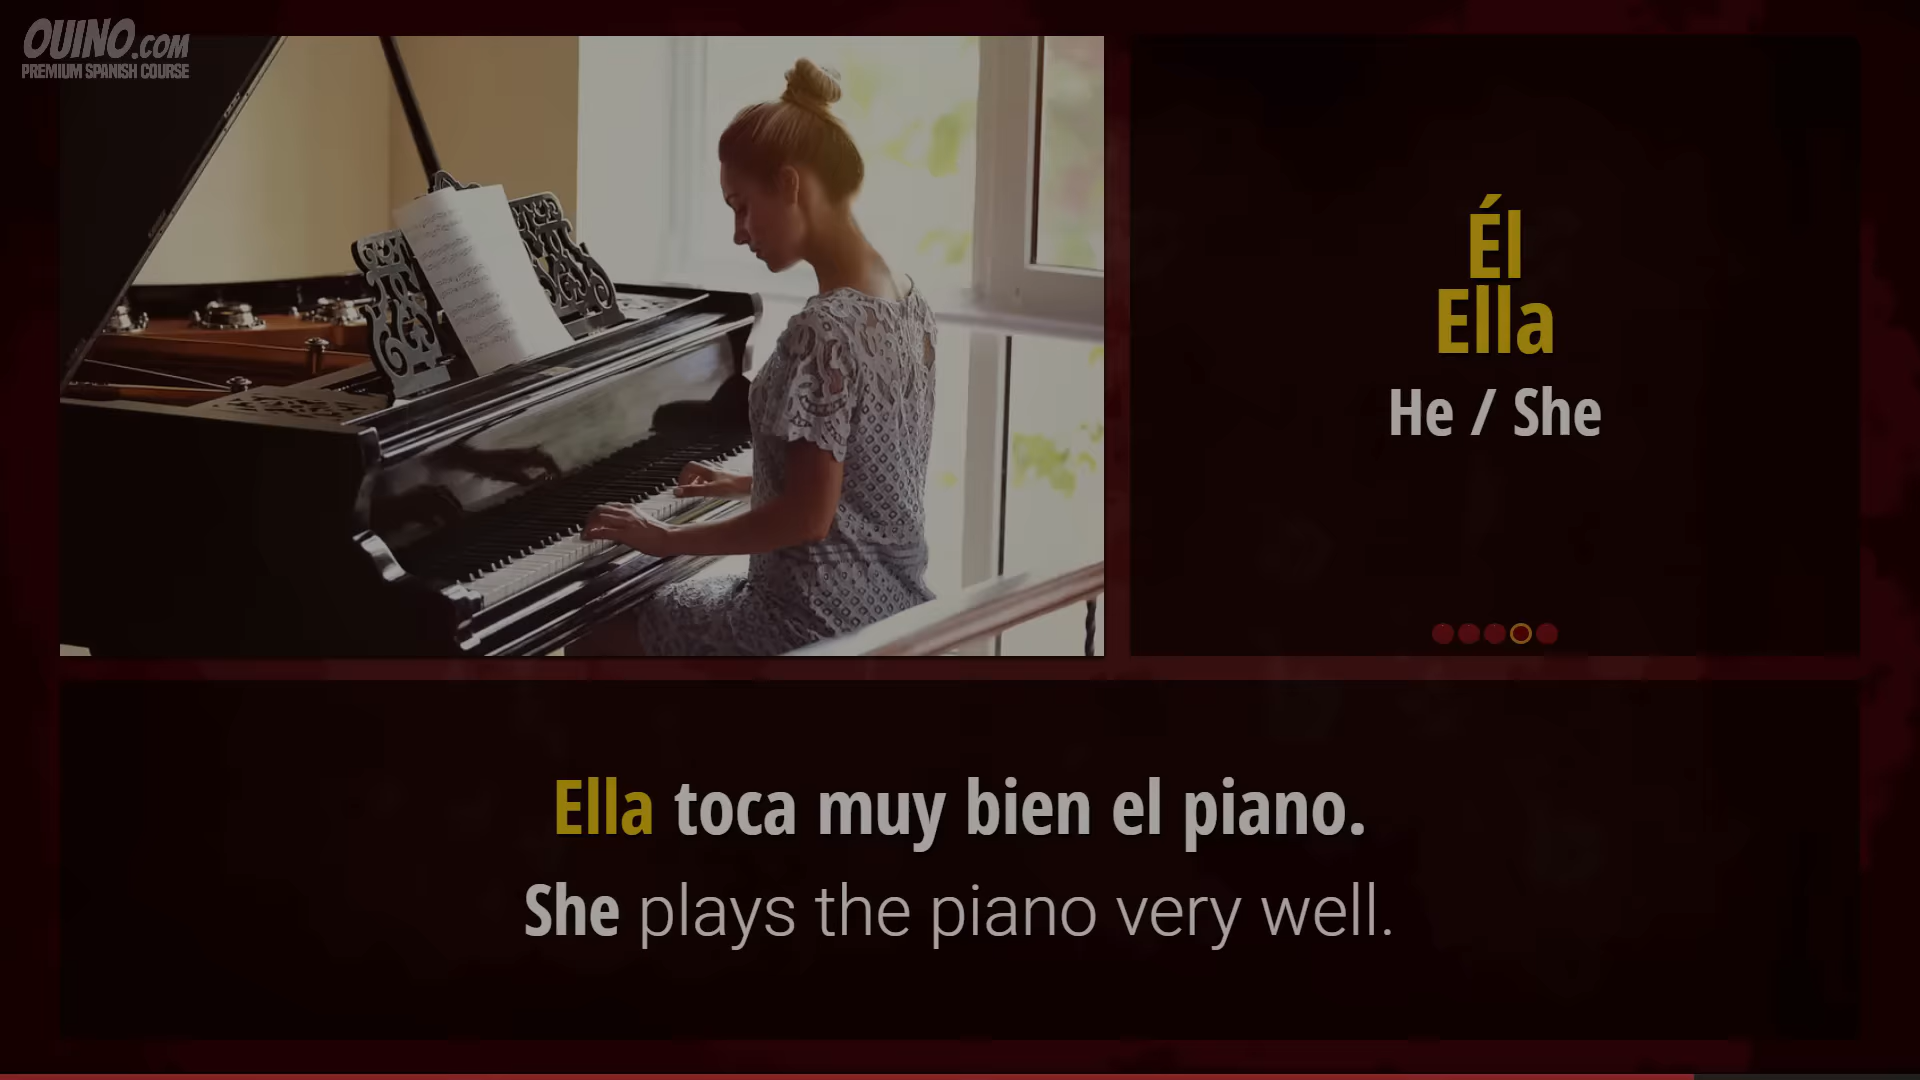 OUINO.COM
PREMIUM SPANISH COURSE
Él
Ella
He / She
Ella toca muy bien el piano.
She plays the piano very well.